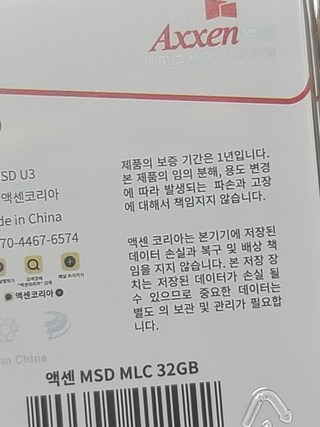 Axxen
SD U3
액센코리아
de in China
70-4467-6574
제품의 보증 기간은 1년입니다.
본 제품의 임의 분해, 용도 변경
에 따라 발생되는 파손과 고장
에 대해서 책임지지 않습니다.
액센 코리아는 본기기에 저장된
데이터 손실과 복구 및 배상 책
임을 지지 않습니다. 본 저장 장
치는 저장된 데이터가 손실 될
수 있으므로 중요한 데이터는
별도 의 보관 및 관리가 필요합
니다.
액센코리아
in China
액센 MSD MLC 32GB